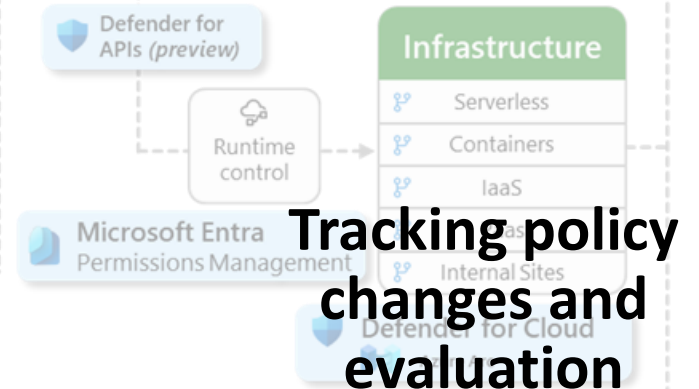 Defender for
APIs (preview)
Infrastructure
Serverless
Runtime
control
Containers
IaaS
Microsoft Entra
Permissions Management
Internal Sites
Defender for Cloud
Tracking policy
changes and
evaluation